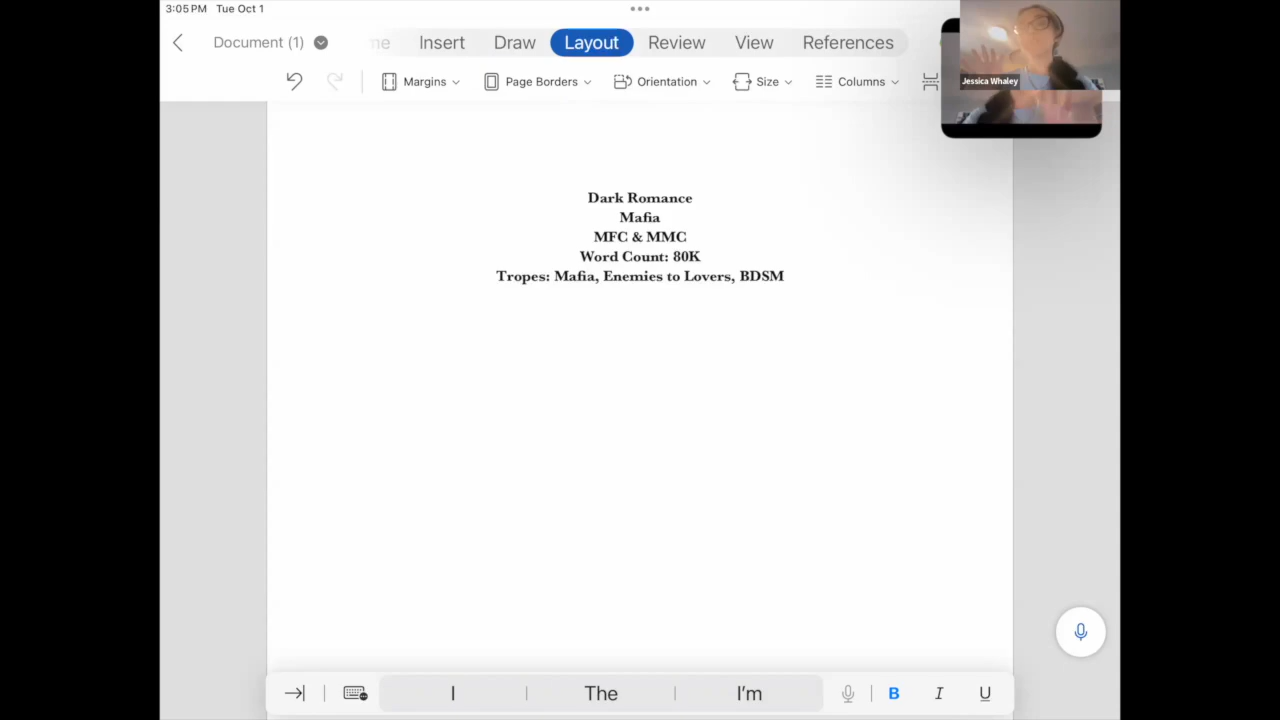 3:05 PM Tue Oct 1
Document (1) me Insert Draw Layout Review View References
Margins Page Borders Orientation Size Columns
Jessica Whaley
Dark Romance
Mafia
MFC & MMC
Word Count: 80K
Tropes: Mafia, Enemies to Lovers, BDSM
I The I'm B I U